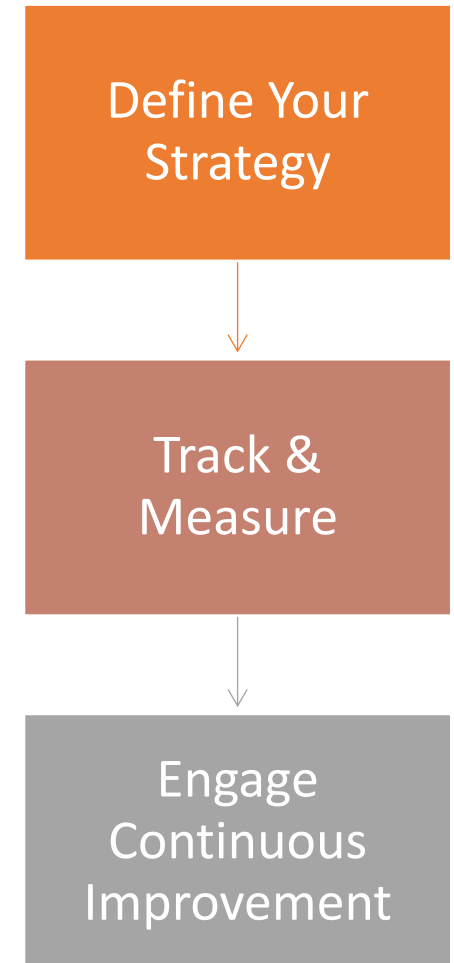 Define Your
Strategy
Track &
Measure
Engage
Continuous
Improvement